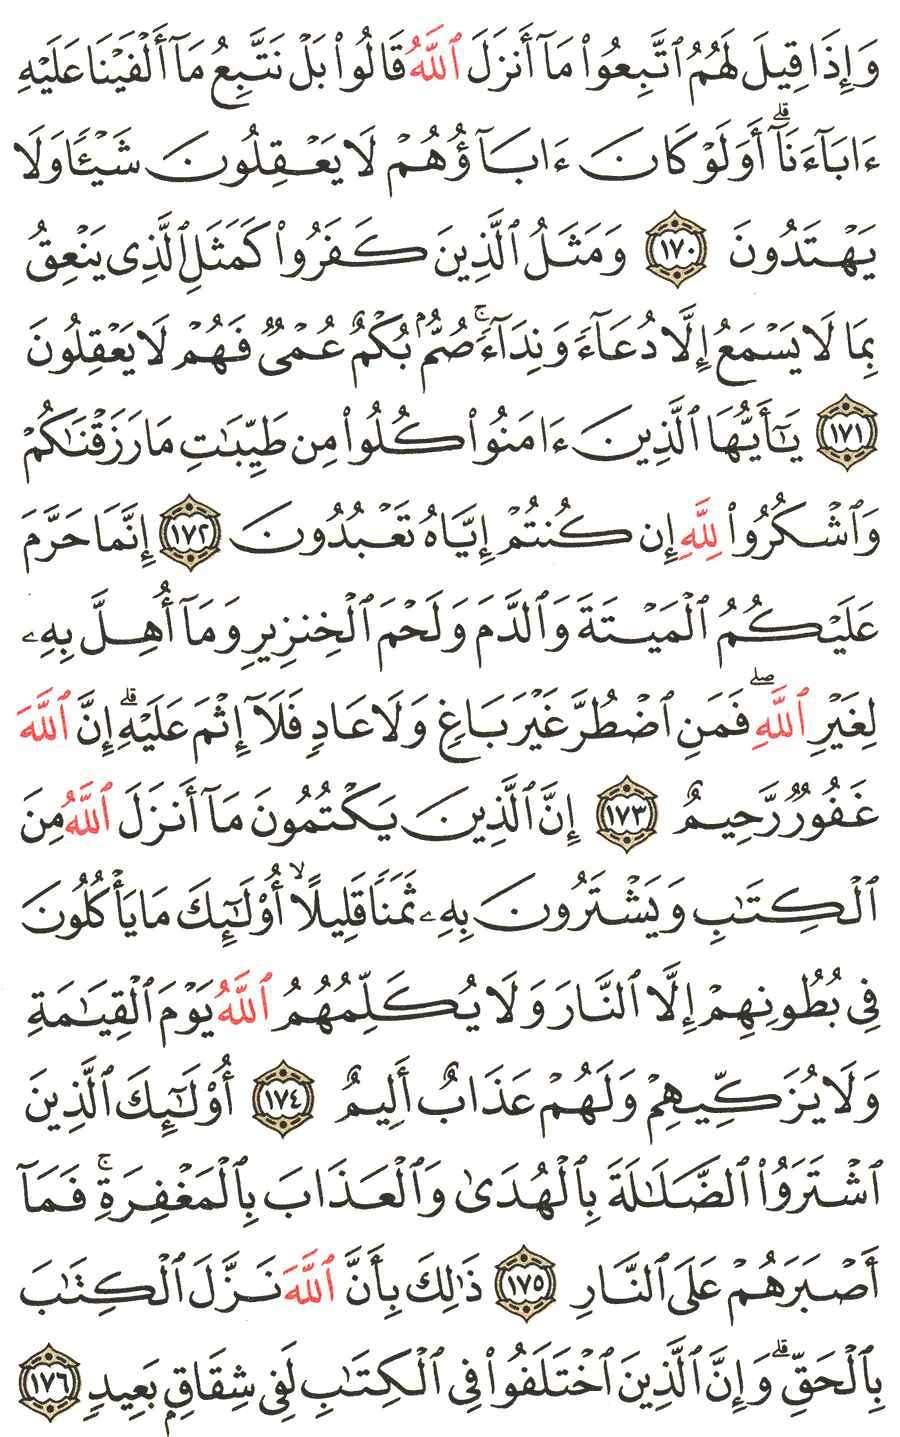 وَإِذَا قِيلَ لَهُمُ ٱتَّبِعُوا۟ مَآ أَنزَلَ ٱللَّهُ قَالُوا۟ بَلْ نَتَّبِعُ مَآ أَلْفَيْنَا عَلَيْهِ
ءَابَآءَنَآ ۗ أَوَلَوْ كَانَ ءَابَآؤُهُمْ لَا يَعْقِلُونَ شَيْـًٔا وَلَا
يَهْتَدُونَ ١٧٠ وَمَثَلُ ٱلَّذِينَ كَفَرُوا۟ كَمَثَلِ ٱلَّذِى يَنْعِقُ
بِمَا لَا يَسْمَعُ إِلَّا دُعَآءً وَنِدَآءً ۚ صُمٌّۢ بُكْمٌ عُمْىٌ فَهُمْ لَا يَعْقِلُونَ
١٧١ يَـٰٓأَيُّهَا ٱلَّذِينَ ءَامَنُوا۟ كُلُوا۟ مِن طَيِّبَـٰتِ مَا رَزَقْنَـٰكُمْ
وَٱشْكُرُوا۟ لِلَّهِ إِن كُنتُمْ إِيَّاهُ تَعْبُدُونَ ١٧٢ إِنَّمَا حَرَّمَ
عَلَيْكُمُ ٱلْمَيْتَةَ وَٱلدَّمَ وَلَحْمَ ٱلْخِنزِيرِ وَمَآ أُهِلَّ بِهِۦ
لِغَيْرِ ٱللَّهِ ۖ فَمَنِ ٱضْطُرَّ غَيْرَ بَاغٍ وَلَا عَادٍ فَلَآ إِثْمَ عَلَيْهِ ۗ إِنَّ ٱللَّهَ
غَفُورٌ رَّحِيمٌ ١٧٣ إِنَّ ٱلَّذِينَ يَكْتُمُونَ مَآ أَنزَلَ ٱللَّهُ مِنَ
ٱلْكِتَـٰبِ وَيَشْتَرُونَ بِهِۦ ثَمَنًا قَلِيلًا ۙ أُو۟لَـٰٓئِكَ مَا يَأْكُلُونَ
فِى بُطُونِهِمْ إِلَّا ٱلنَّارَ وَلَا يُكَلِّمُهُمُ ٱللَّهُ يَوْمَ ٱلْقِيَـٰمَةِ
وَلَا يُزَكِّيهِمْ وَلَهُمْ عَذَابٌ أَلِيمٌ ١٧٤ أُو۟لَـٰٓئِكَ ٱلَّذِينَ
ٱشْتَرَوُا۟ ٱلضَّلَـٰلَةَ بِٱلْهُدَىٰ وَٱلْعَذَابَ بِٱلْمَغْفِرَةِ ۚ فَمَآ
أَصْبَرَهُمْ عَلَى ٱلنَّارِ ١٧٥ ذَٰلِكَ بِأَنَّ ٱللَّهَ نَزَّلَ ٱلْكِتَـٰبَ
بِٱلْحَقِّ ۗ وَإِنَّ ٱلَّذِينَ ٱخْتَلَفُوا۟ فِى ٱلْكِتَـٰبِ لَفِى شِقَاقٍۭ بَعِيدٍ ١٧٦